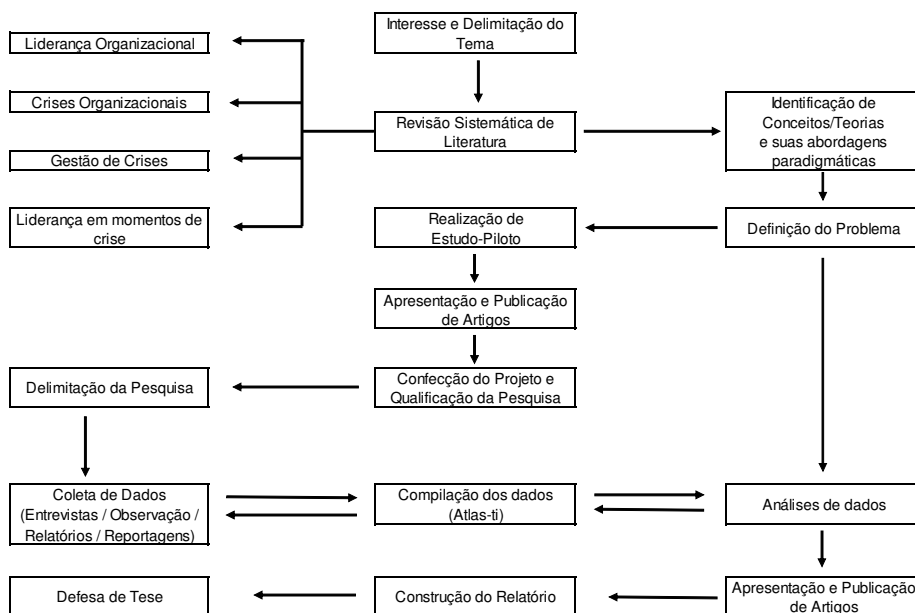 Interesse e Delimitação do
Tema
Liderança Organizacional
Crises Organizacionais
Revisão Sistemática de
Literatura
Identificação de
Conceitos/Teorias
e suas abordagens
paradigmáticas
Gestão de Crises
Liderança em momentos de
crise
Realização de
Estudo-Piloto
Definição do Problema
Apresentação e Publicação
de Artigos
Delimitação da Pesquisa
Confecção do Projeto e
Qualificação da Pesquisa
Coleta de Dados
(Entrevistas / Observação /
Relatórios / Reportagens)
Compilação dos dados
(Atlas-ti)
Análises de dados
Defesa de Tese
Construção do Relatório
Apresentação e Publicação
de Artigos